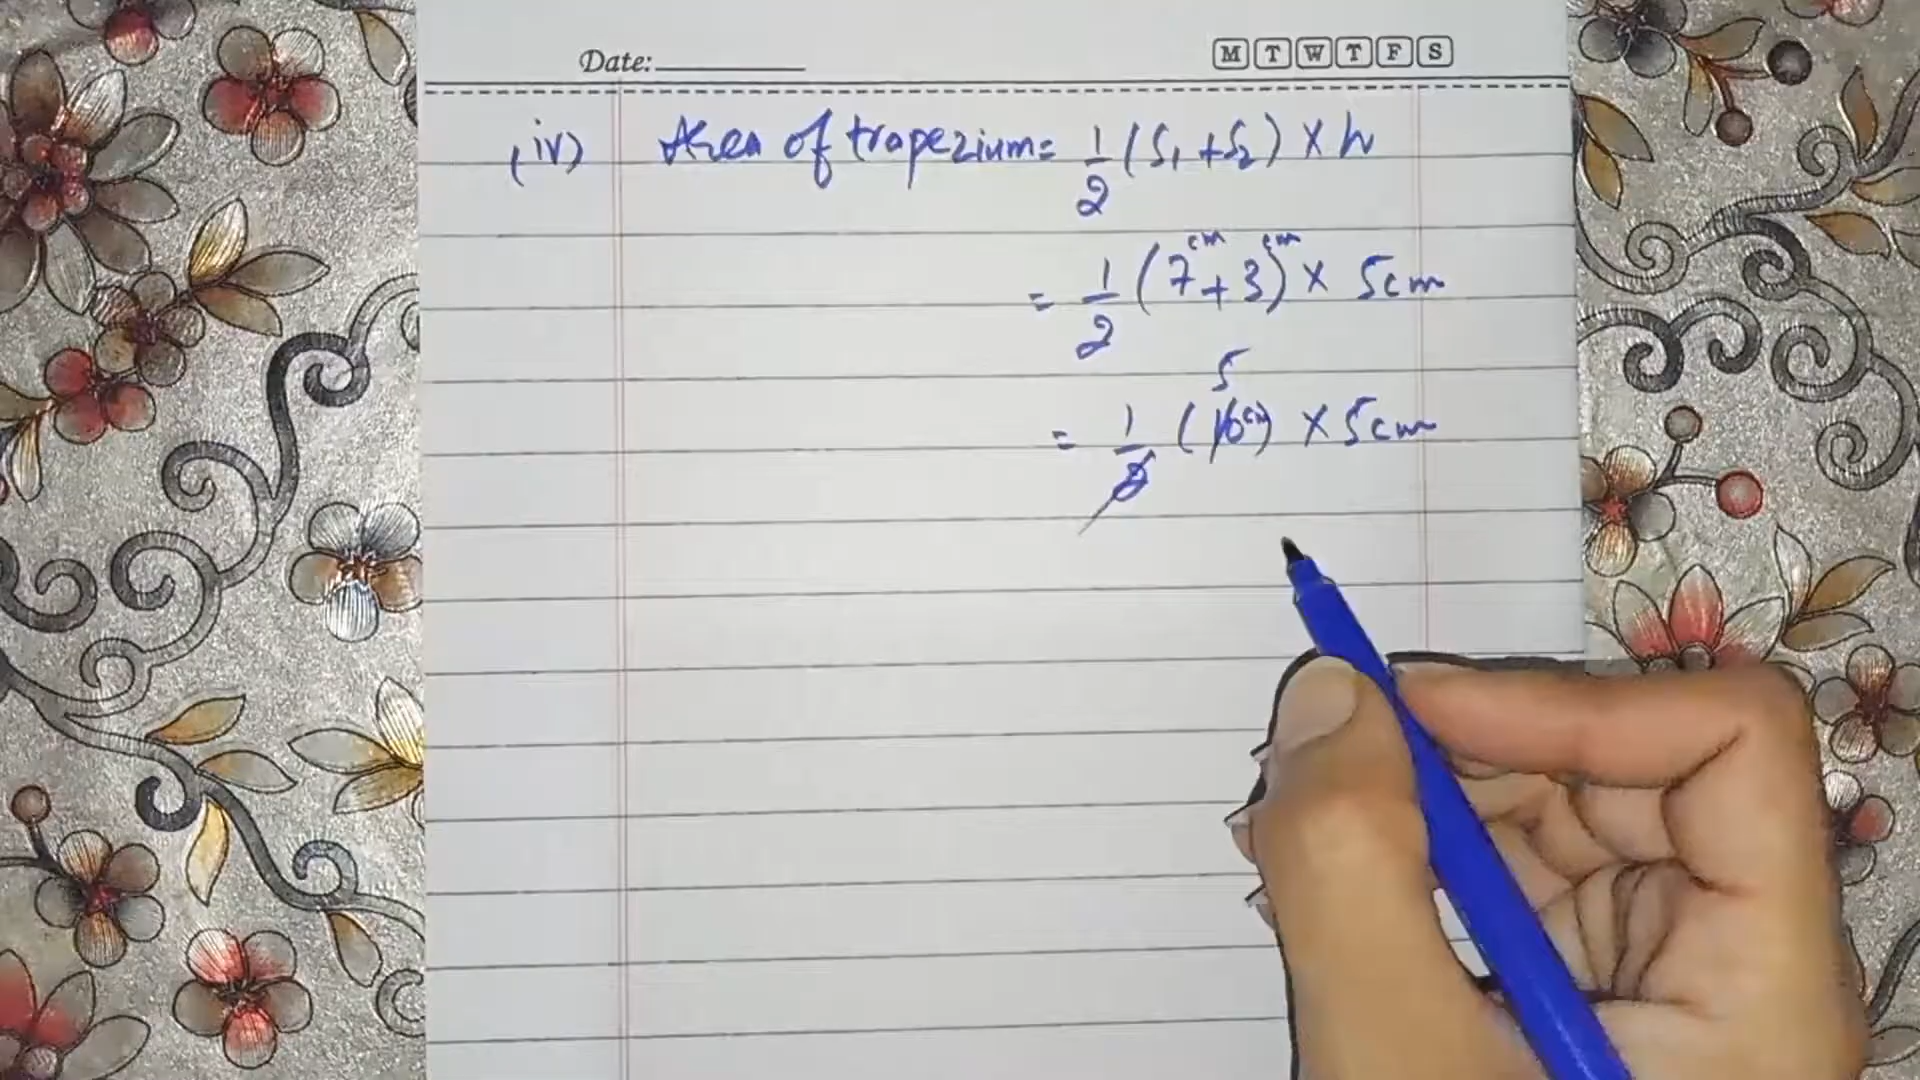 Date:
M T W T F S
(iv) Area of trapezium = 1/2 (S₁ + S₂) × h
= 1/2 (7cm + 3cm) × 5cm
5
= 1/2 (10cm) × 5cm